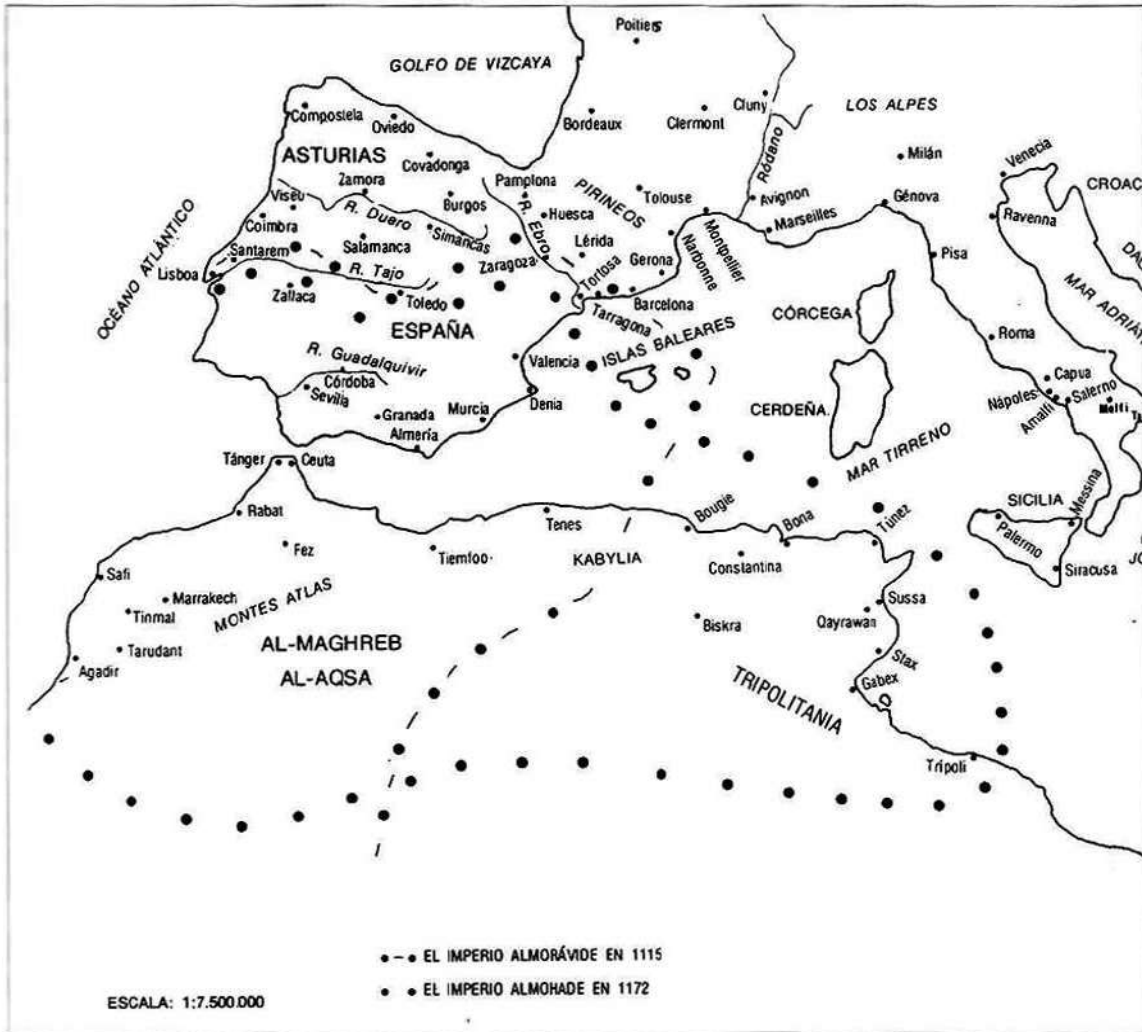 Poitiers
GOLFO DE VIZCAYA
Cluny
LOS ALPES
Compostela
Oviedo
Bordeaux
Clermont
Ródano
Milán
Venecia
CROAC
ASTURIAS
Covadonga
Zamora
Pamplona
PIRINEOS
Tolouse
Avignon
Génova
Ravenna
Viseu
R. Duero
Burgos
R. Ebro
Huesca
Montpellier
Marseilles
OCÉANO ATLÁNTICO
Coimbra
Salamanca
Simancas
Lérida
Narbonne
Pisa
Santarem
Zaragoza
Gerona
MAR ADRIÁTI
Lisboa
R. Tajo
Tortosa
Zallaca
Toledo
Barcelona
Tarragona
CÓRCEGA
ESPAÑA
ISLAS BALEARES
Roma
R. Guadalquivir
Valencia
Capua
Córdoba
Nápoles
Salerno
Sevilla
Amalfi
Melfi
Granada
Murcia
Denia
CERDEÑA
Almería
MAR TIRRENO
Tánger
Ceuta
SICILIA
Messina
Rabat
Tenes
Bougie
Bona
Túnez
Palermo
Fez
Tiemfoo
KABYLIA
Constantina
Siracusa
Safi
Marrakech
MONTES ATLAS
Sussa
Tinmal
Biskra
Qayrawan
Tarudant
AL-MAGHREB
AL-AQSA
Agadir
Sfax
TRIPOLITANIA
Gabex
Trípoli
EL IMPERIO ALMORÁVIDE EN 1115
EL IMPERIO ALMOHADE EN 1172
ESCALA: 1:7.500.000